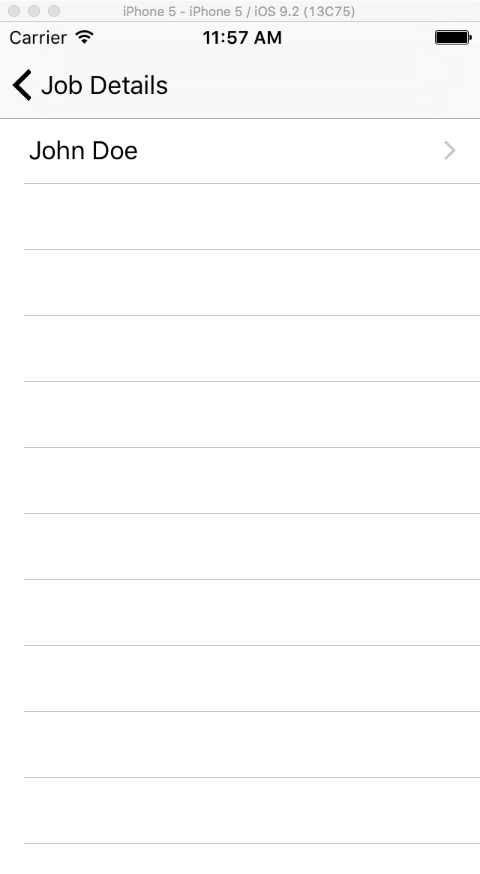 iPhone 5 - iPhone 5 / iOS 9.2 (13C75)
Carrier 11:57 AM
Job Details
John Doe